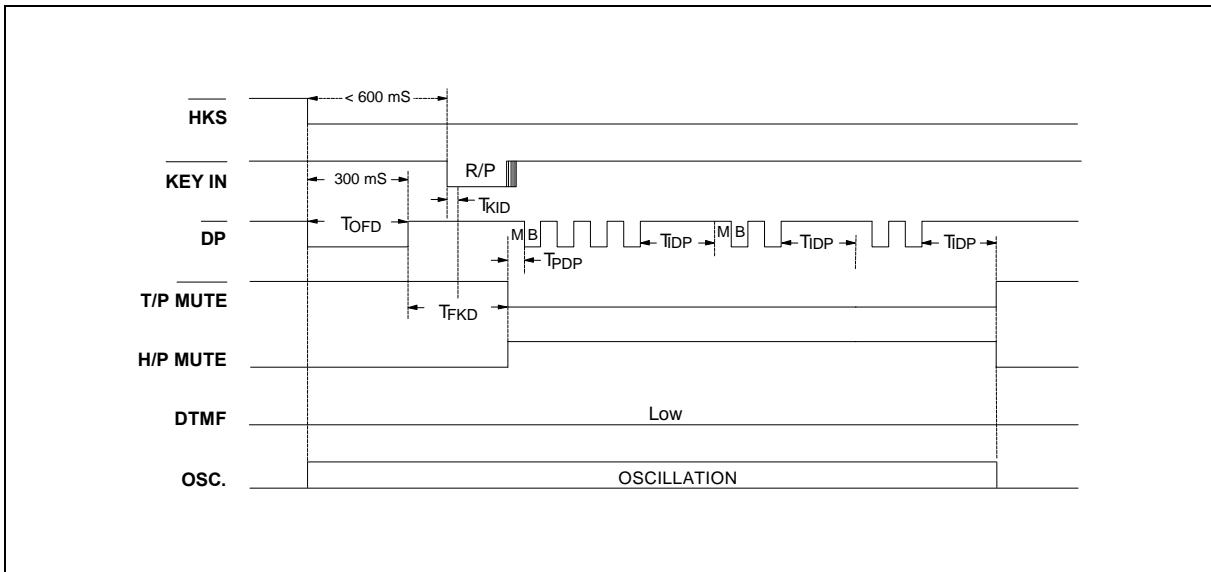 < 600 mS
HKS
KEY IN
R/P
300 mS
TKID
DP
TOFD
M B
TIDP
M B
TIDP
TIDP
TPDP
T/P MUTE
TFKD
H/P MUTE
DTMF
Low
OSC.
OSCILLATION